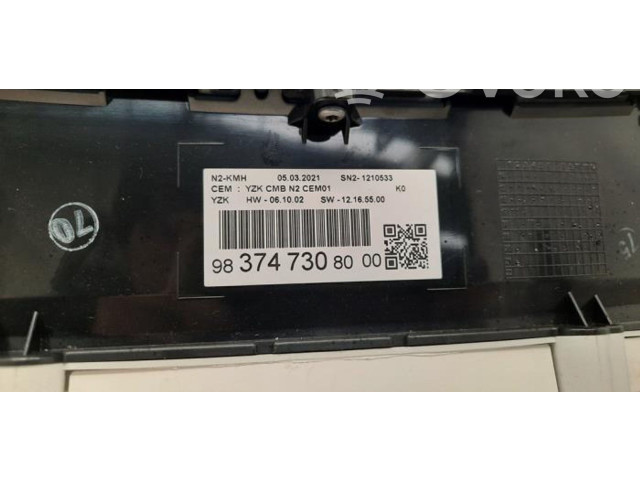 N2-KMH 05.03.2021 SN2-1210533
CEM : YZK CMB N2 CEM01 K0
YZK HW - 06.10.02 SW - 12.16.55.00
98 374 730 80 00
70